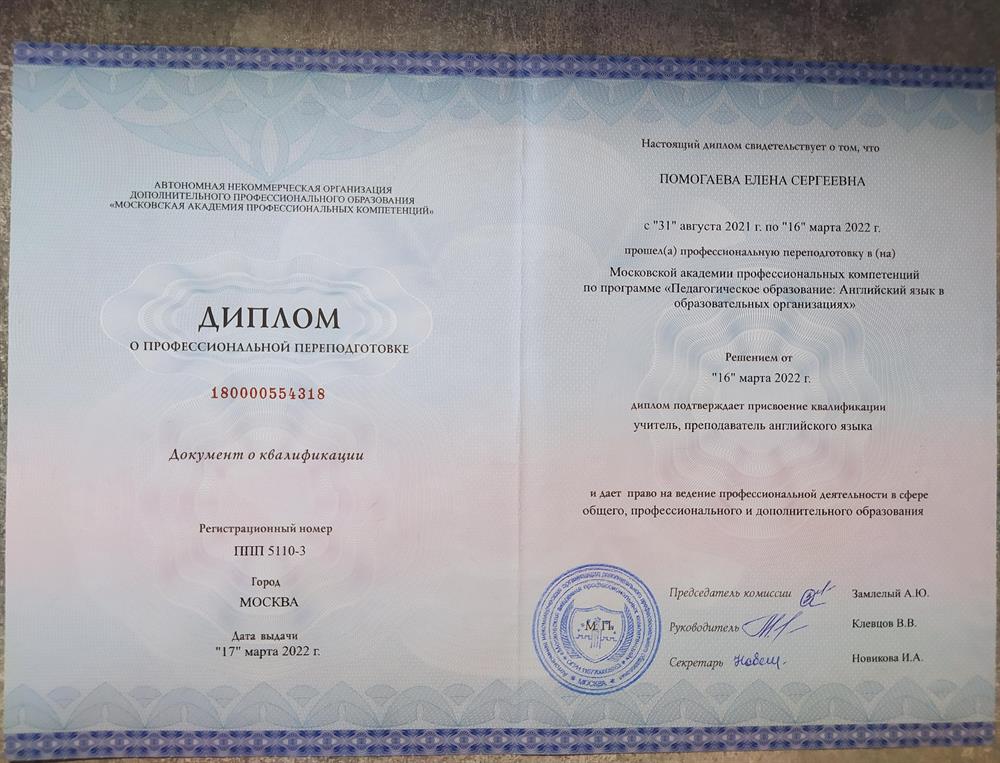 АВТОНОМНАЯ НЕКОММЕРЧЕСКАЯ ОРГАНИЗАЦИЯ
ДОПОЛНИТЕЛЬНОГО ПРОФЕССИОНАЛЬНОГО ОБРАЗОВАНИЯ
«МОСКОВСКАЯ АКАДЕМИЯ ПРОФЕССИОНАЛЬНЫХ КОМПЕТЕНЦИЙ»
ДИПЛОМ
О ПРОФЕССИОНАЛЬНОЙ ПЕРЕПОДГОТОВКЕ
180000554318
Документ о квалификации
Регистрационный номер
ППП 5110-3
Город
МОСКВА
Дата выдачи
"17" марта 2022 г.
Настоящий диплом свидетельствует о том, что
ПОМОГАЕВА ЕЛЕНА СЕРГЕЕВНА
с "31" августа 2021 г. по "16" марта 2022 г.
прошел(а) профессиональную переподготовку в (на)
Московской академии профессиональных компетенций
по программе «Педагогическое образование: Английский язык в
образовательных организациях»
Решением от
"16" марта 2022 г.
диплом подтверждает присвоение квалификации
учитель, преподаватель английского языка
и дает право на ведение профессиональной деятельности в сфере
общего, профессионального и дополнительного образования
Председатель комиссии Замлелый А.Ю.
Руководитель Клевцов В.В.
Секретарь Новикова И.А.
М.П.
МОСКВА